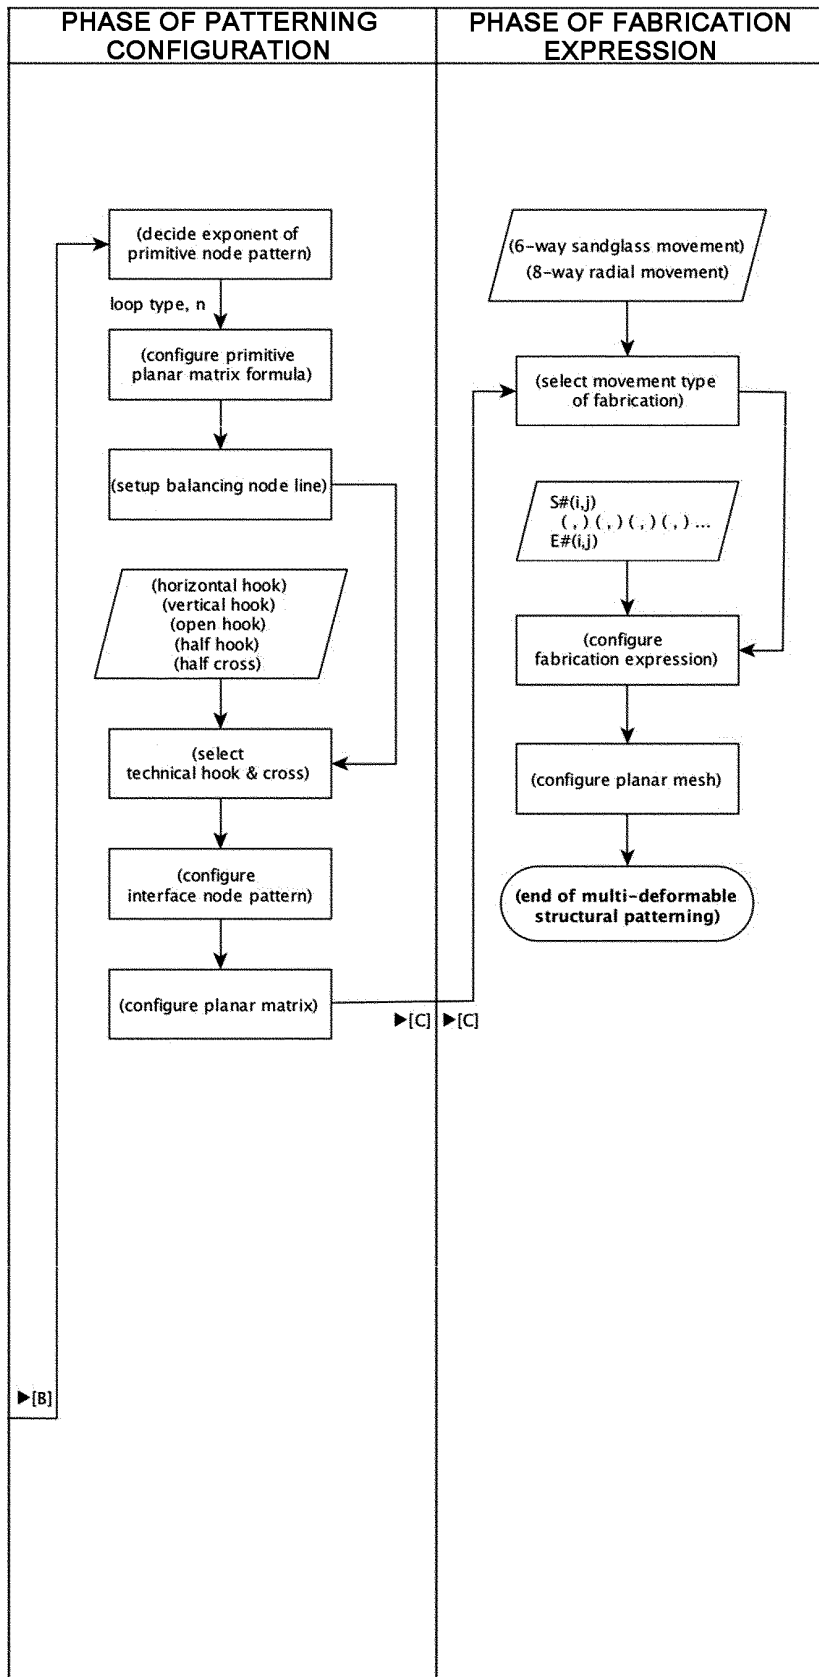 PHASE OF PATTERNING
CONFIGURATION
(decide exponent of
primitive node pattern)
loop type, n
(configure primitive
planar matrix formula)
(setup balancing node line)
(horizontal hook)
(vertical hook)
(open hook)
(half hook)
(half cross)
(select
technical hook & cross)
(configure
interface node pattern)
(configure planar matrix)
▶[C]
▶[B]
PHASE OF FABRICATION
EXPRESSION
(6-way sandglass movement)
(8-way radial movement)
(select movement type
of fabrication)
S#(i,j)
(,)(,)(,)(,)...
E#(i,j)
(configure
fabrication expression)
(configure planar mesh)
(end of multi-deformable
structural patterning)
▶[C]